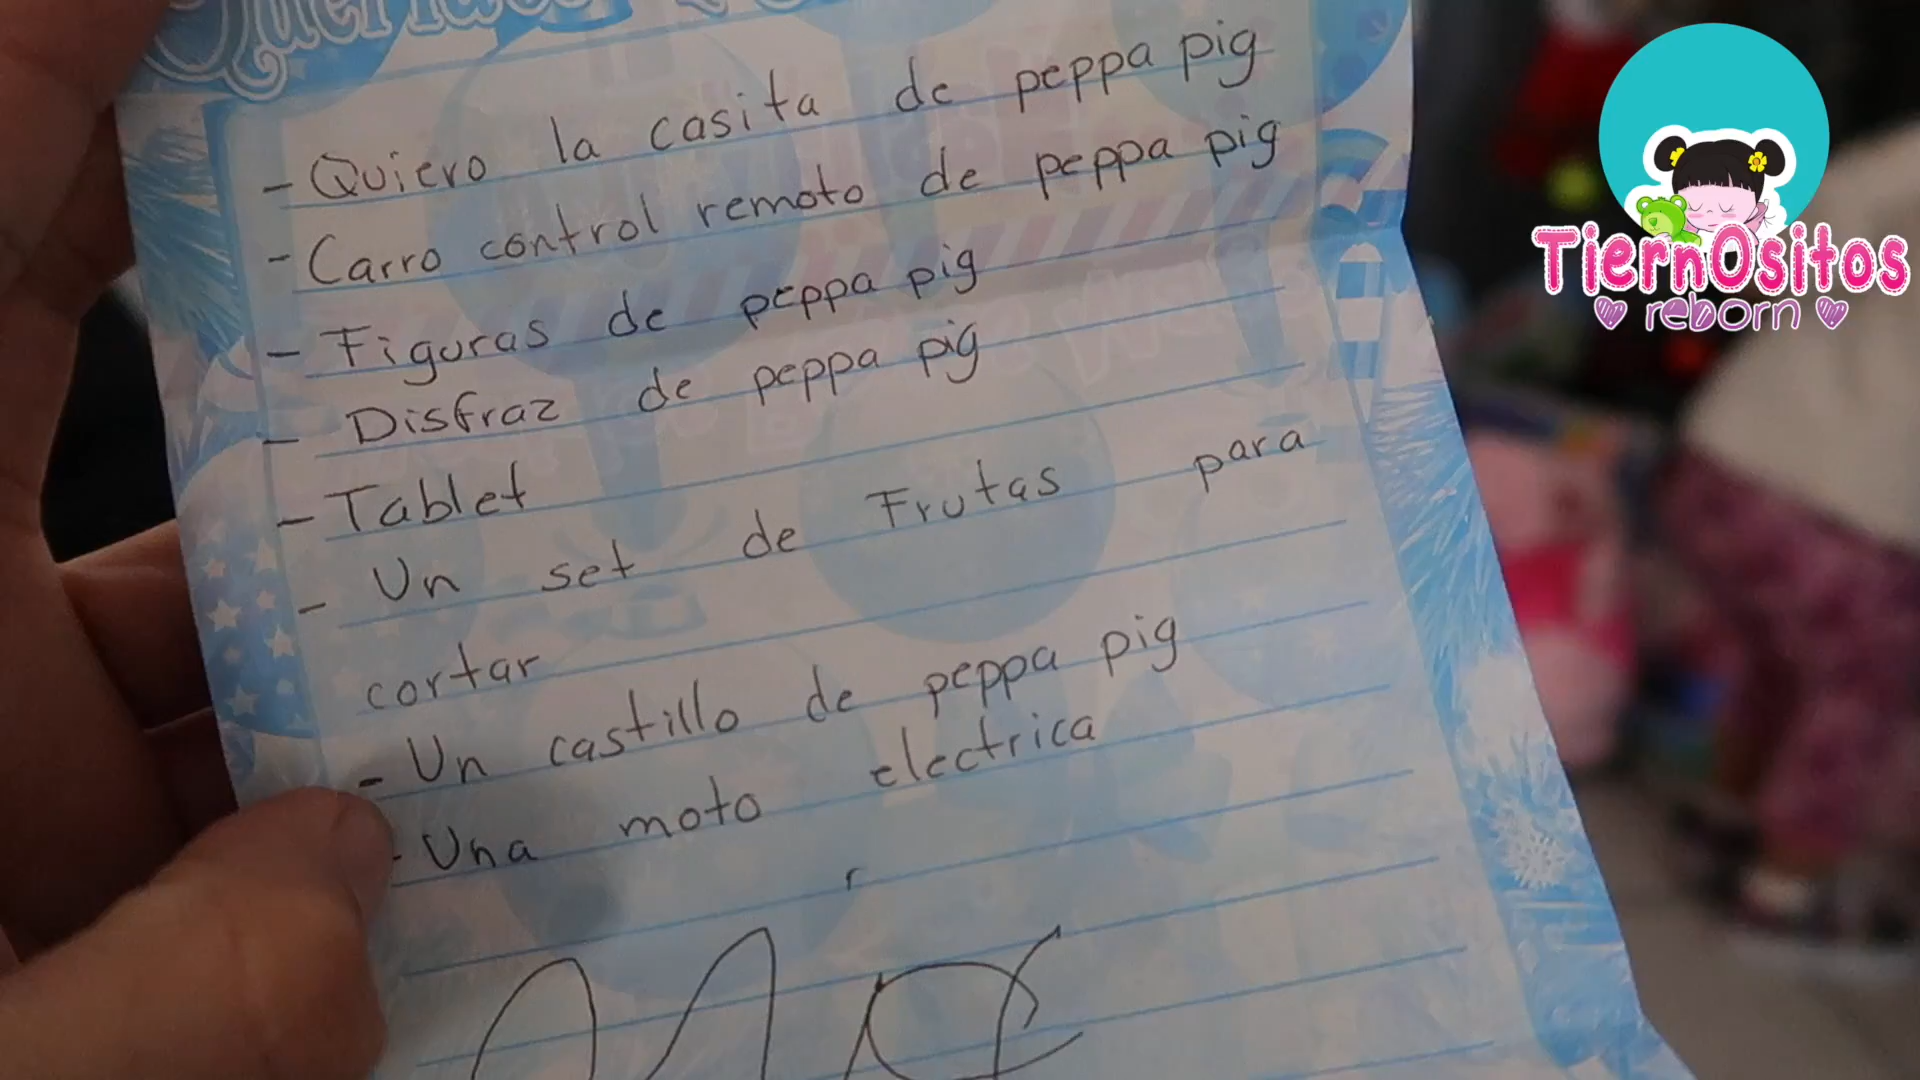 Queridos
- Quiero la casita de peppa pig
- Carro control remoto de peppa pig
- Figuras de peppa pig
- Disfraz de peppa pig
- Tablet
- Un set de Frutas para
cortar
- Un castillo de peppa pig
- Una moto electrica
TiernOsitos
reborn